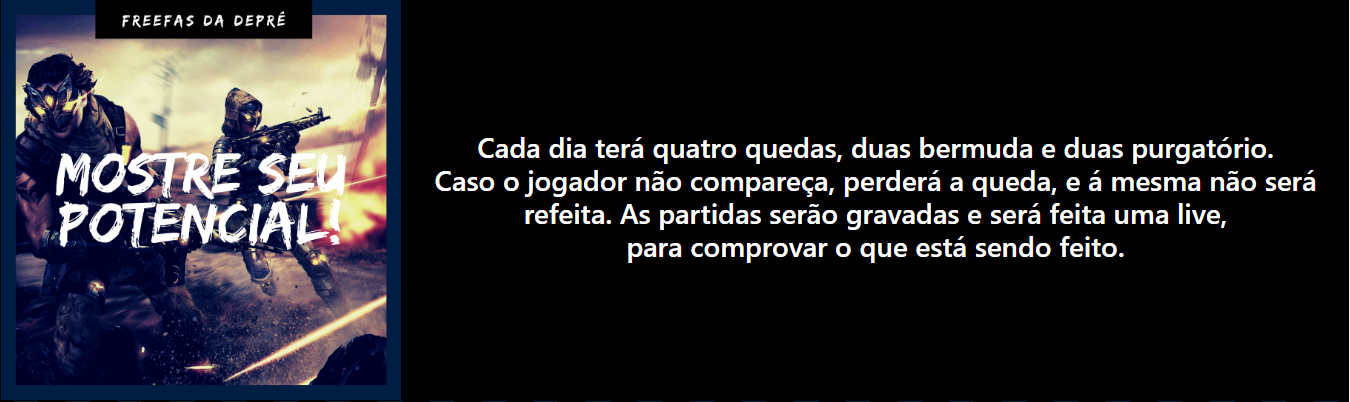 FREEFAS DA DEPRÊ
MOSTRE SEU
POTENCIAL!
Cada dia terá quatro quedas, duas bermuda e duas purgatório.
Caso o jogador não compareça, perderá a queda, e á mesma não será
refeita. As partidas serão gravadas e será feita uma live,
para comprovar o que está sendo feito.